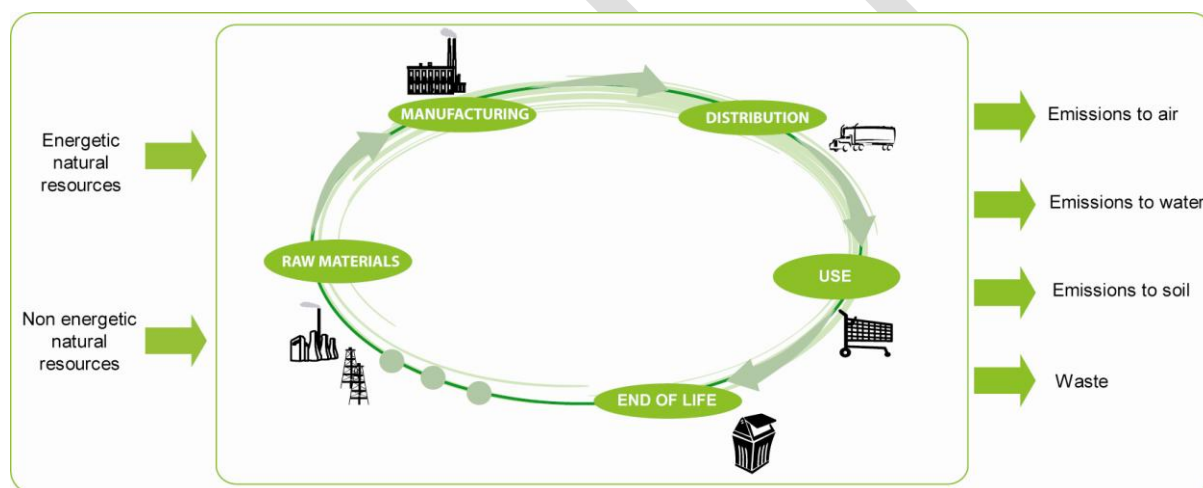 Energetic
natural
resources
Non energetic
natural
resources
MANUFACTURING
DISTRIBUTION
RAW MATERIALS
USE
END OF LIFE
Emissions to air
Emissions to water
Emissions to soil
Waste